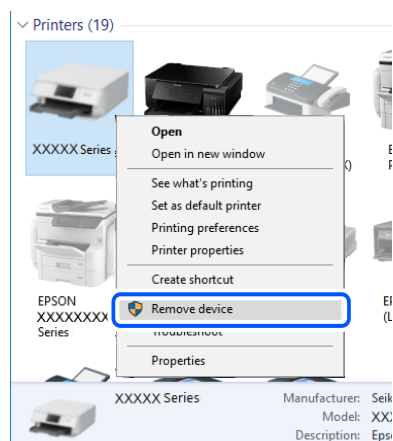 Printers (19)
XXXXX Series
Open
Open in new window
See what's printing
Set as default printer
Printing preferences
Printer properties
Create shortcut
Remove device
Troubleshoot
Properties
EPSON
XXXXXXXX
Series
XXXXX Series
Manufacturer:
Model:
Description: